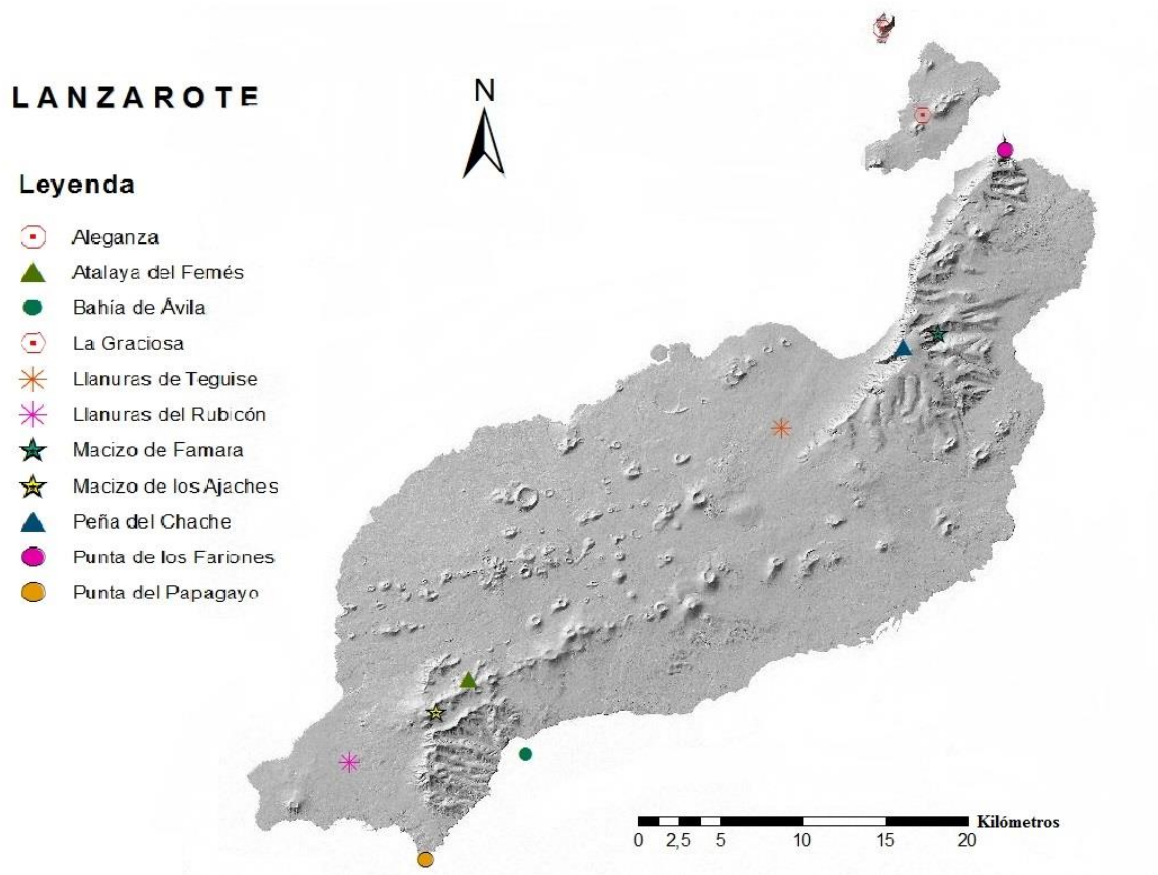 LANZAROTE
N
Leyenda
Aleganza
Atalaya del Femés
Bahía de Ávila
La Graciosa
Llanuras de Teguise
Llanuras del Rubicón
Macizo de Famara
Macizo de los Ajaches
Peña del Chache
Punta de los Fariones
Punta del Papagayo
Kilómetros
0 2,5 5 10 15 20